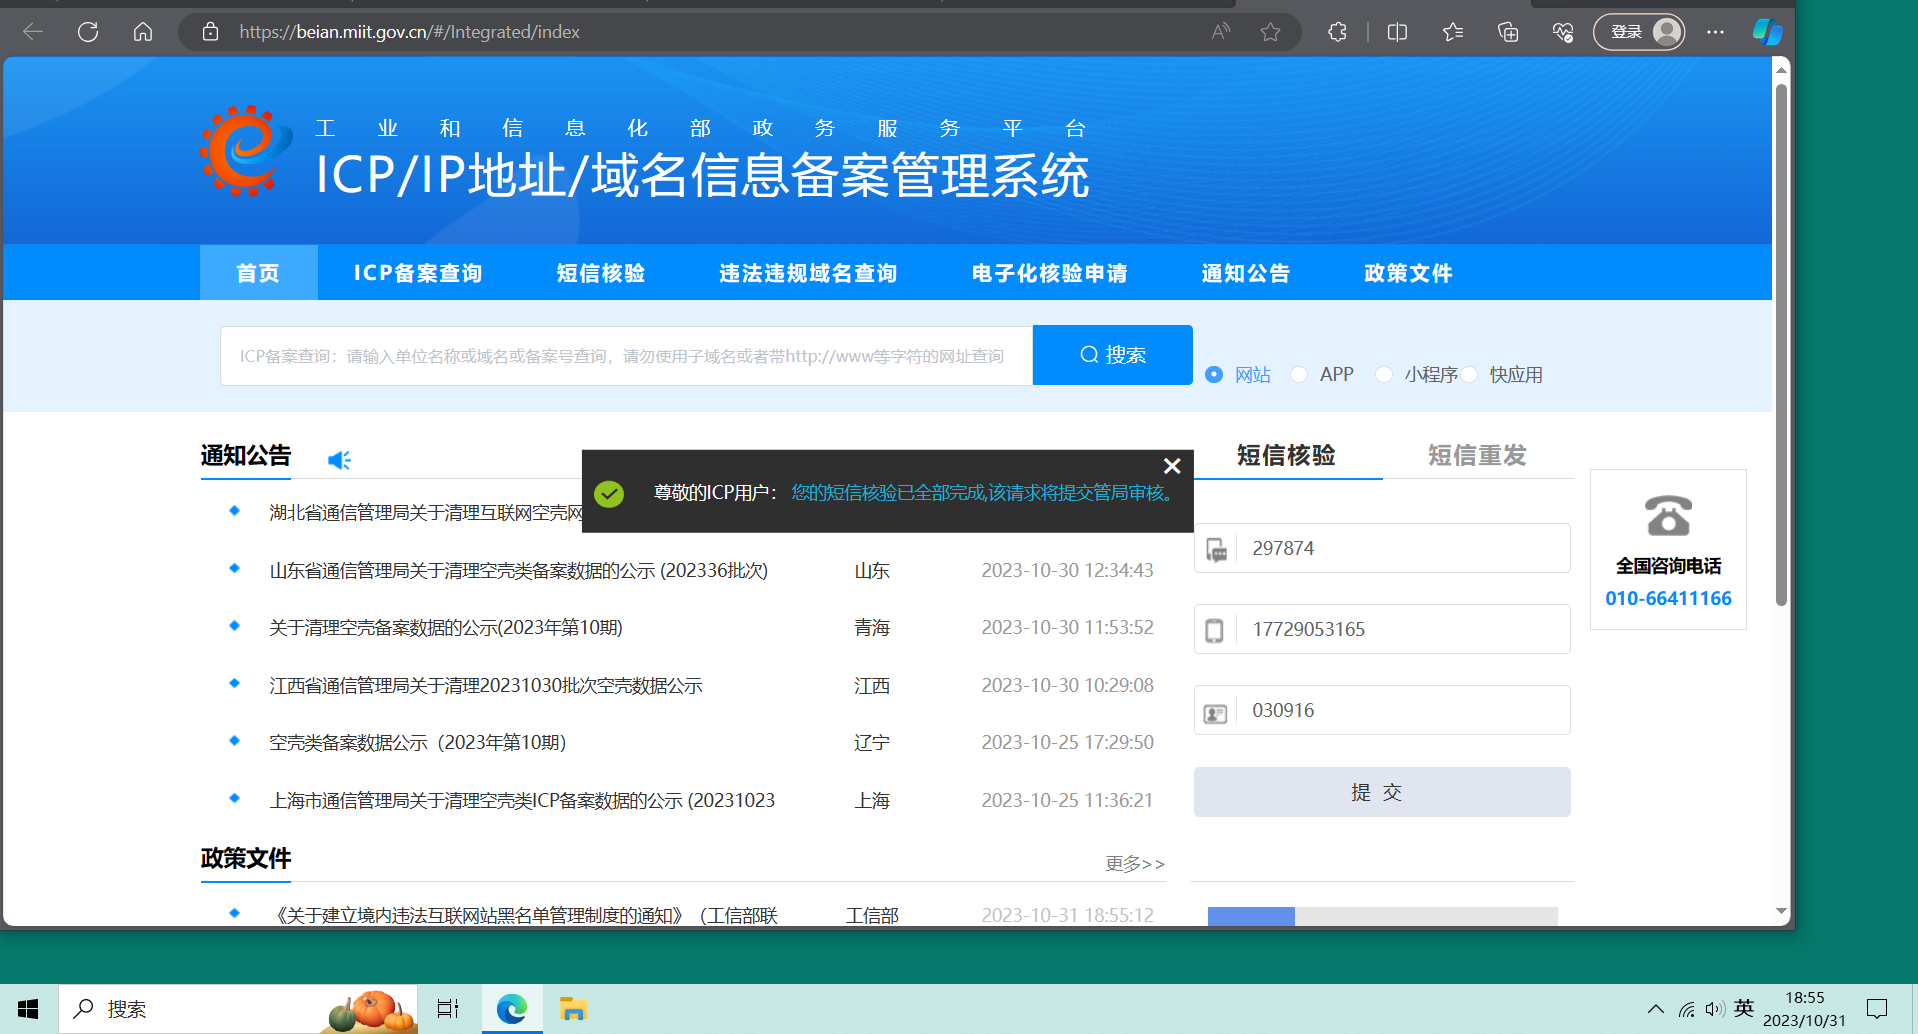 https://beian.miit.gov.cn/#/Integrated/index
登录
工业和信息化部政务服务平台
ICP/IP地址/域名信息备案管理系统
首页 ICP备案查询 短信核验 违法违规域名查询 电子化核验申请 通知公告 政策文件
ICP备案查询：请输入单位名称或域名或备案号查询，请勿使用子域名或者带http://www等字符的网址查询
搜索
网站 APP 小程序 快应用
通知公告
尊敬的ICP用户： 您的短信核验已全部完成,该请求将提交管局审核。
湖北省通信管理局关于清理互联网空壳网
山东省通信管理局关于清理空壳类备案数据的公示 (202336批次) 山东 2023-10-30 12:34:43
关于清理空壳备案数据的公示(2023年第10期) 青海 2023-10-30 11:53:52
江西省通信管理局关于清理20231030批次空壳数据公示 江西 2023-10-30 10:29:08
空壳类备案数据公示（2023年第10期） 辽宁 2023-10-25 17:29:50
上海市通信管理局关于清理空壳类ICP备案数据的公示 (20231023 上海 2023-10-25 11:36:21
短信核验 短信重发
297874
17729053165
030916
提 交
全国咨询电话
010-66411166
政策文件 更多>>
《关于建立境内违法互联网站黑名单管理制度的通知》（工信部联 工信部 2023-10-31 18:55:12
搜索
英
18:55
2023/10/31